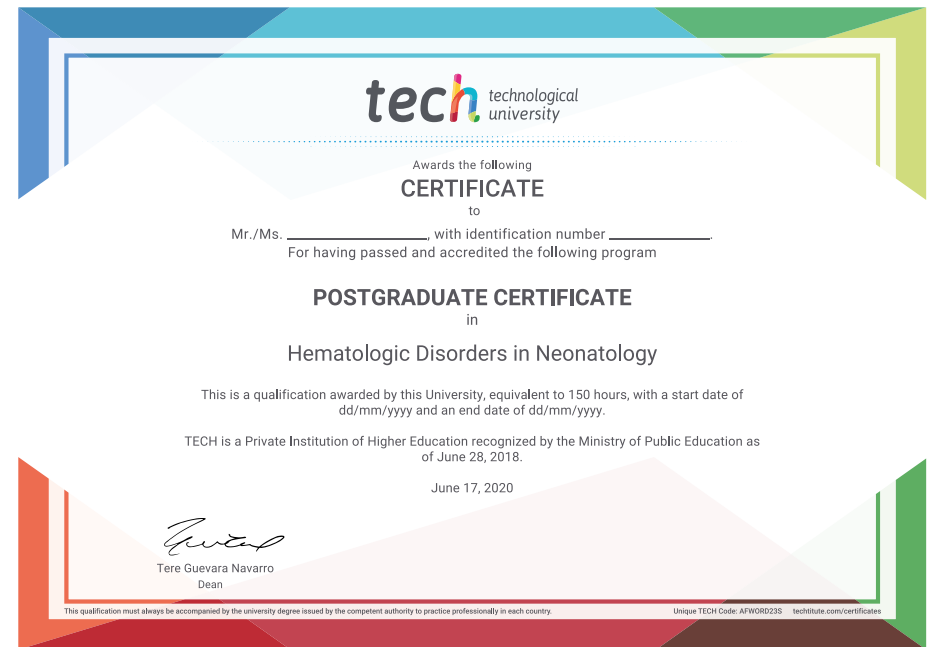 tech technological
university
Awards the following
CERTIFICATE
to
Mr./Ms. ____________________, with identification number ______________.
For having passed and accredited the following program
POSTGRADUATE CERTIFICATE
in
Hematologic Disorders in Neonatology
This is a qualification awarded by this University, equivalent to 150 hours, with a start date of
dd/mm/yyyy and an end date of dd/mm/yyyy.
TECH is a Private Institution of Higher Education recognized by the Ministry of Public Education as
of June 28, 2018.
June 17, 2020
Tere Guevara Navarro
Dean
This qualification must always be accompanied by the university degree issued by the competent authority to practice professionally in each country. Unique TECH Code: AFWORD23S techtitute.com/certificates